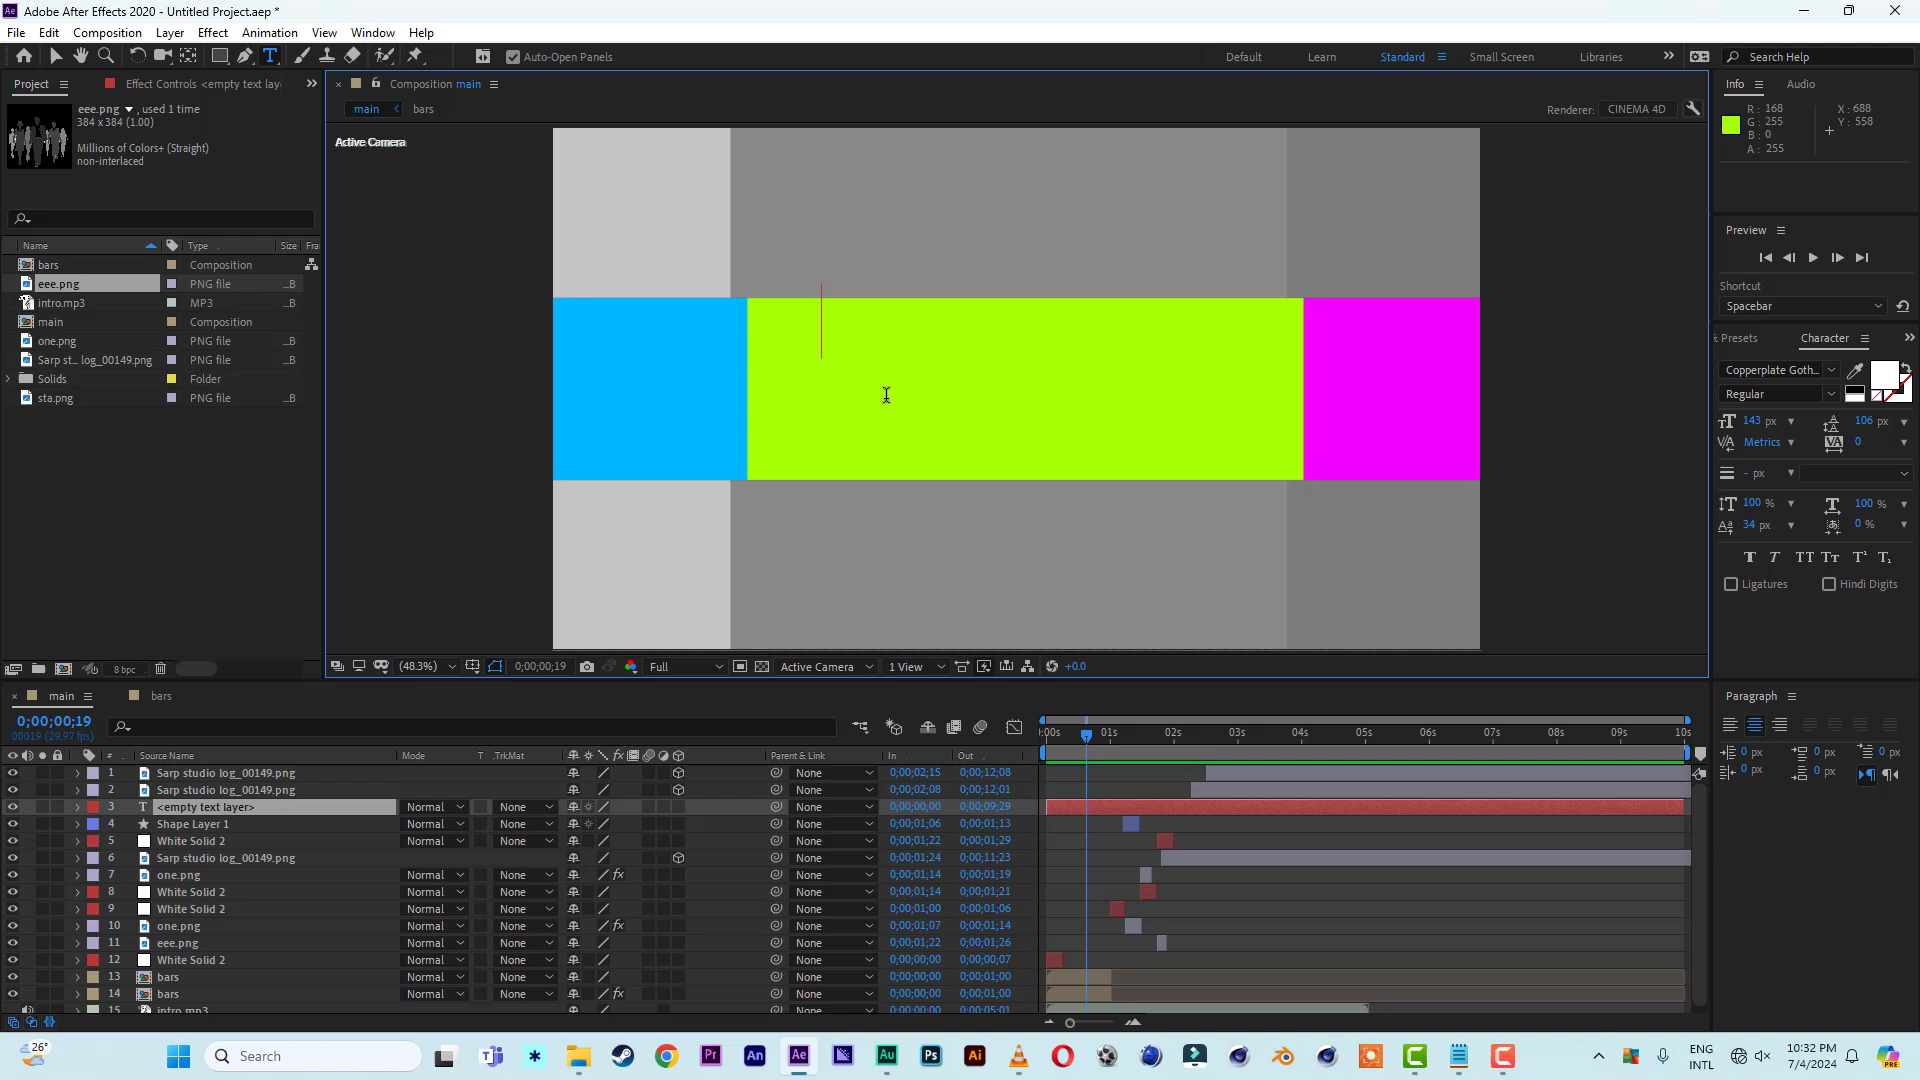 Adobe After Effects 2020 - Untitled Project.aep *
File Edit Composition Layer Effect Animation View Window Help
Auto-Open Panels
Default Learn Standard Small Screen Libraries
Search Help
Project
Effect Controls <empty text lay
eee.png , used 1 time
384 x 384 (1.00)
Millions of Colors+ (Straight)
non-interlaced
Name Type Size Fra
bars Composition
eee.png PNG file ...B
intro.mp3 MP3 ...B
main Composition
one.png PNG file ...B
Sarp st... log_00149.png PNG file ...B
Solids Folder
sta.png PNG file ...B
8 bpc
Composition main
main bars
Renderer: CINEMA 4D
Active Camera
(48.3%) 0;00;00;19 Full Active Camera 1 View +0.0
Info Audio
R : 168
G : 255
B : 0
A : 255
X : 688
Y : 558
Preview
Shortcut
Spacebar
Presets Character
Copperplate Goth...
Regular
143 px 106 px
Metrics 0
- px
100 % 100 %
34 px 0 %
Ligatures Hindi Digits
Paragraph
0 px 0 px 0 px
0 px 0 px
main bars
0;00;00;19
00019 (29.97 fps)
:00s 01s 02s 03s 04s 05s 06s 07s 08s 09s 10s
# Source Name Mode T .TrkMat Parent & Link In Out
1 Sarp studio log_00149.png None 0;00;02;15 0;00;12;08
2 Sarp studio log_00149.png None 0;00;02;08 0;00;12;01
3 T <empty text layer> Normal None None 0;00;00;00 0;00;09;29
4 Shape Layer 1 Normal None None 0;00;01;06 0;00;01;13
5 White Solid 2 Normal None None 0;00;01;22 0;00;01;29
6 Sarp studio log_00149.png None 0;00;01;24 0;00;11;23
7 one.png Normal None fx None 0;00;01;14 0;00;01;19
8 White Solid 2 Normal None None 0;00;01;14 0;00;01;21
9 White Solid 2 Normal None None 0;00;01;00 0;00;01;06
10 one.png Normal None fx None 0;00;01;07 0;00;01;14
11 eee.png Normal None None 0;00;01;22 0;00;01;26
12 White Solid 2 Normal None None 0;00;00;00 0;00;00;07
13 bars Normal None None 0;00;00;00 0;00;01;00
14 bars Normal None fx None 0;00;00;00 0;00;01;00
15 intro.mp3 None 0;00;00;00 0;00;05;01
26°
Search
ENG
INTL
10:32 PM
7/4/2024